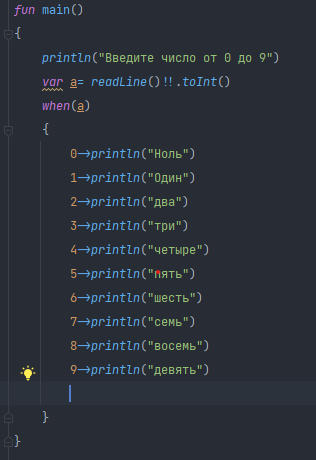 fun main()
{
println("Введите число от 0 до 9")
var a= readLine()!!.toInt()
when(a)
{
0->println("Ноль")
1->println("Один")
2->println("два")
3->println("три")
4->println("четыре")
5->println("пять")
6->println("шесть")
7->println("семь")
8->println("восемь")
9->println("девять")
}
}